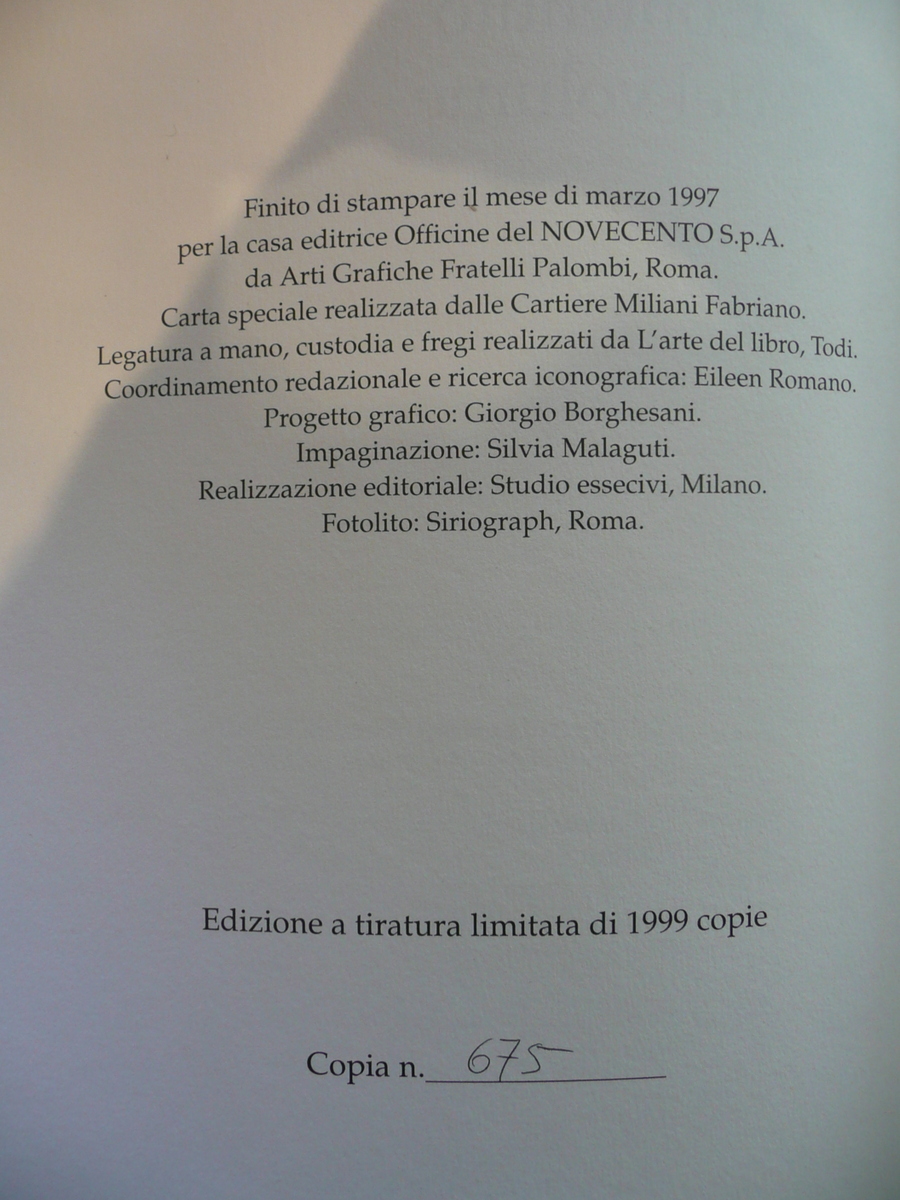 Finito di stampare il mese di marzo 1997
per la casa editrice Officine del NOVECENTO S.p.A.
da Arti Grafiche Fratelli Palombi, Roma.
Carta speciale realizzata dalle Cartiere Miliani Fabriano.
Legatura a mano, custodia e fregi realizzati da L'arte del libro, Todi.
Coordinamento redazionale e ricerca iconografica: Eileen Romano.
Progetto grafico: Giorgio Borghesani.
Impaginazione: Silvia Malaguti.
Realizzazione editoriale: Studio essecivi, Milano.
Fotolito: Siriograph, Roma.
Edizione a tiratura limitata di 1999 copie
Copia n. 675